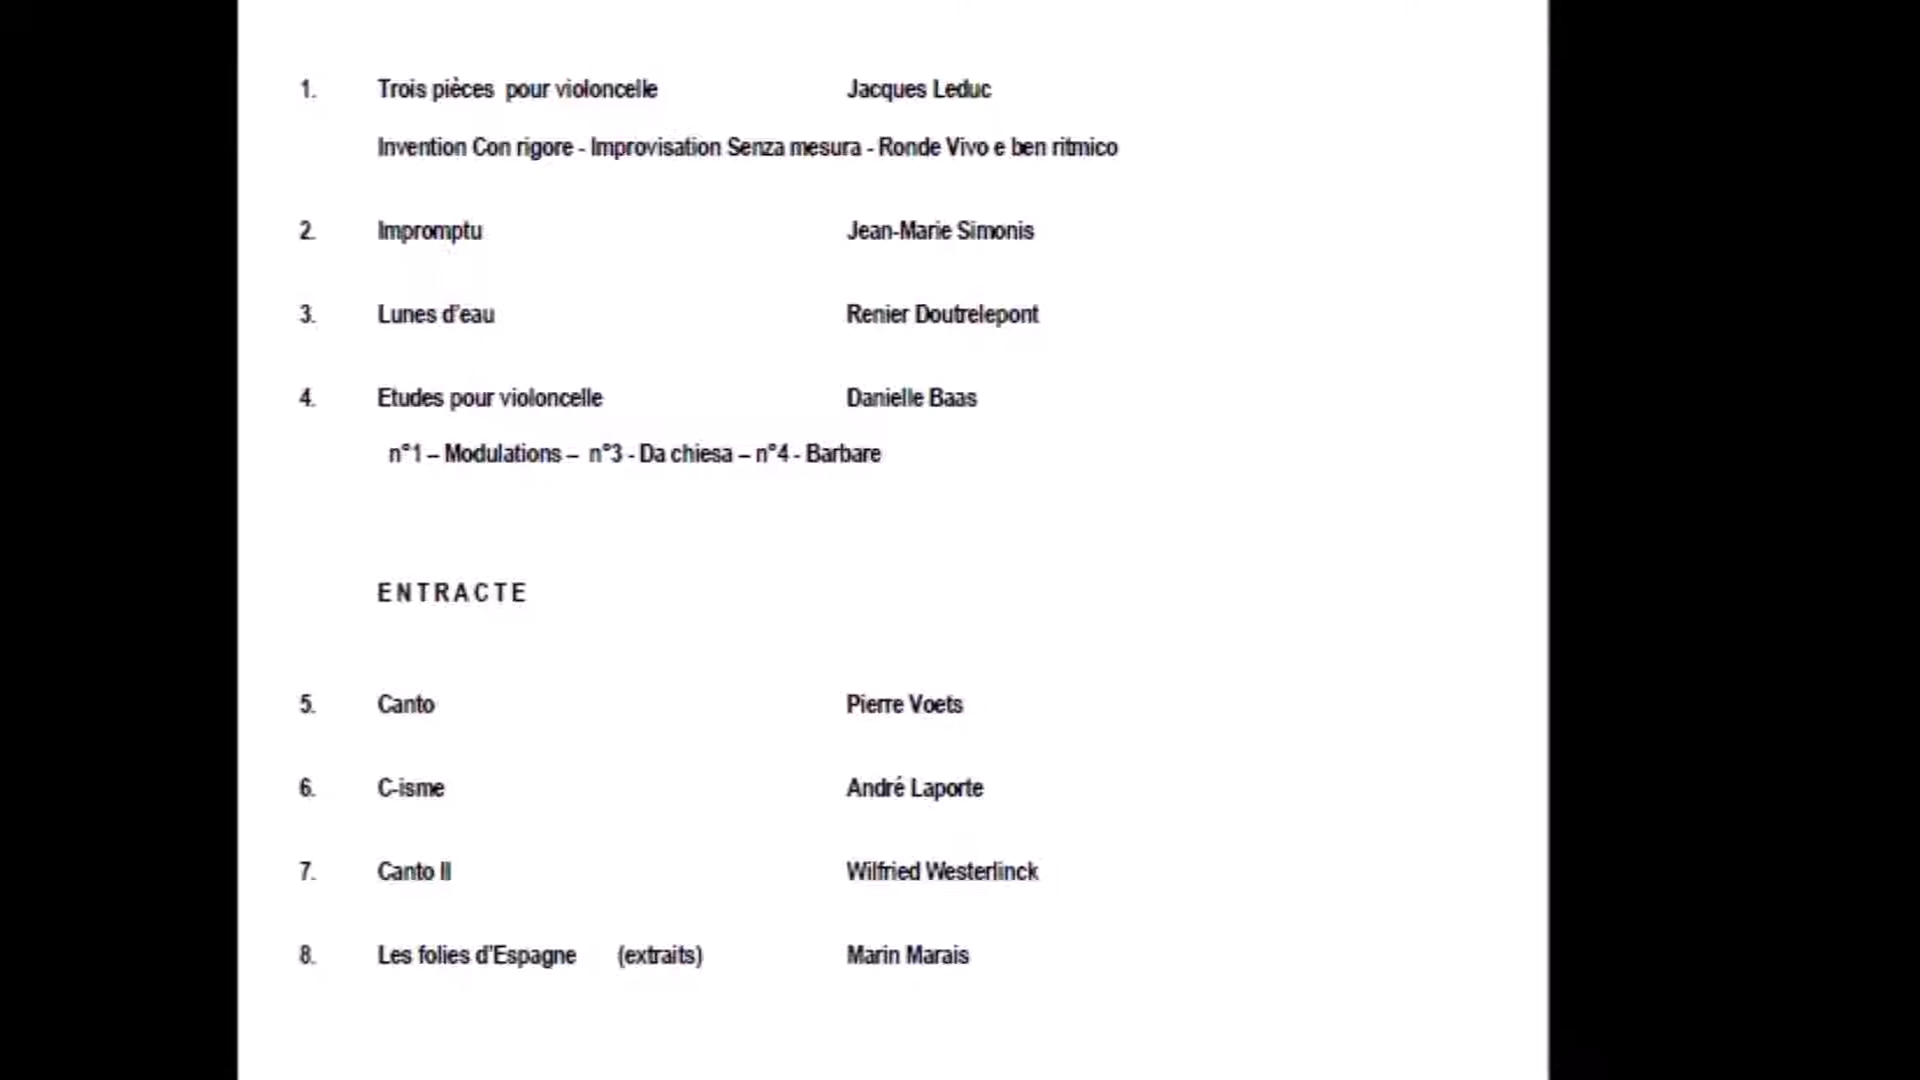 1. Trois pièces pour violoncelle Jacques Leduc
Invention Con rigore - Improvisation Senza mesura - Ronde Vivo e ben ritmico
2. Impromptu Jean-Marie Simonis
3. Lunes d'eau Renier Doutrelepont
4. Etudes pour violoncelle Danielle Baas
n°1 – Modulations – n°3 - Da chiesa – n°4 - Barbare
ENTRACTE
5. Canto Pierre Voets
6. C-isme André Laporte
7. Canto II Wilfried Westerlinck
8. Les folies d'Espagne (extraits) Marin Marais